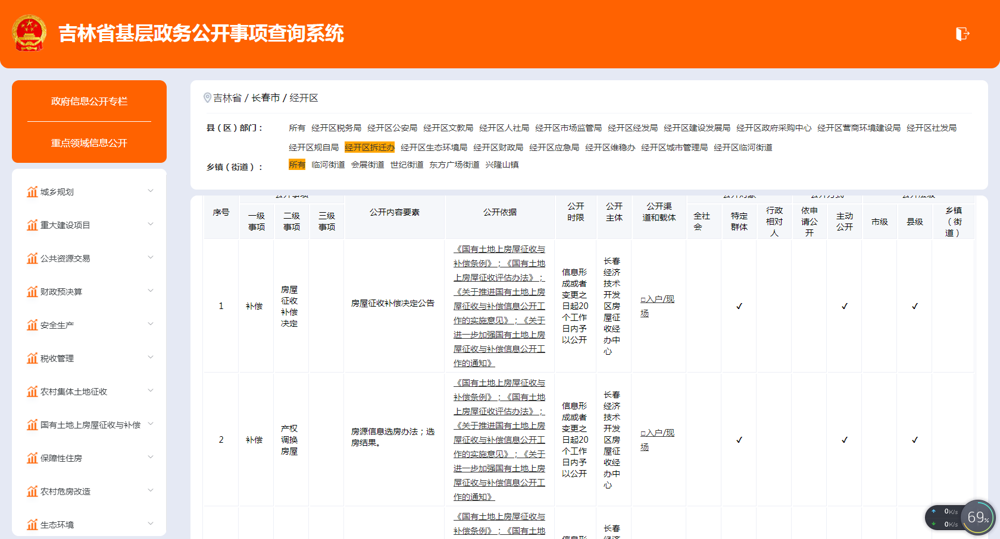 吉林省基层政务公开事项查询系统
政府信息公开专栏
重点领域信息公开
城乡规划
重大建设项目
公共资源交易
财政预决算
安全生产
税收管理
农村集体土地征收
国有土地上房屋征收与补偿
保障性住房
农村危房改造
生态环境
吉林省 / 长春市 / 经开区
县（区）部门：
所有 经开区税务局 经开区公安局 经开区文教局 经开区人社局 经开区市场监管局 经开区经发局 经开区建设发展局 经开区政府采购中心 经开区营商环境建设局 经开区社发局
经开区规自局 经开区拆迁办 经开区生态环境局 经开区财政局 经开区应急局 经开区维稳办 经开区城市管理局 经开区临河街道
乡镇（街道）：
所有 临河街道 会展街道 世纪街道 东方广场街道 兴隆山镇
序号
公开事项
一级
事项
二级
事项
三级
事项
公开内容要素
公开依据
公开
时限
公开
主体
公开渠
道和载体
公开对象
全社
会
特定
群体
行政
相对
人
公开方式
依申
请公
开
主动
公开
公开层级
市级
县级
乡镇
（街
道）
1
补偿
房屋
征收
补偿
决定
房屋征收补偿决定公告
《国有土地上房屋征收与
补偿条例》；《国有土地
上房屋征收评估办法》；
《关于推进国有土地上房
屋征收与补偿信息公开工
作的实施意见》；《关于
进一步加强国有土地上房
屋征收与补偿信息公开工
作的通知》
信息形
成或者
变更之
日起20
个工作
日内予
以公开
长春
经济
技术
开发
区房
屋征
收经
办中
心
□入户/现
场
✓
✓
✓
2
补偿
产权
调换
房屋
房源信息选房办法；选
房结果。
《国有土地上房屋征收与
补偿条例》；《国有土地
上房屋征收评估办法》；
《关于推进国有土地上房
屋征收与补偿信息公开工
作的实施意见》；《关于
进一步加强国有土地上房
屋征收与补偿信息公开工
作的通知》
信息形
成或者
变更之
日起20
个工作
日内予
以公开
长春
经济
技术
开发
区房
屋征
收经
办中
心
□入户/现
场
✓
✓
✓
《国有土地上房屋征收与
补偿条例》；《国有土地
信息形
长春
经济
0K/s
0K/s
69%